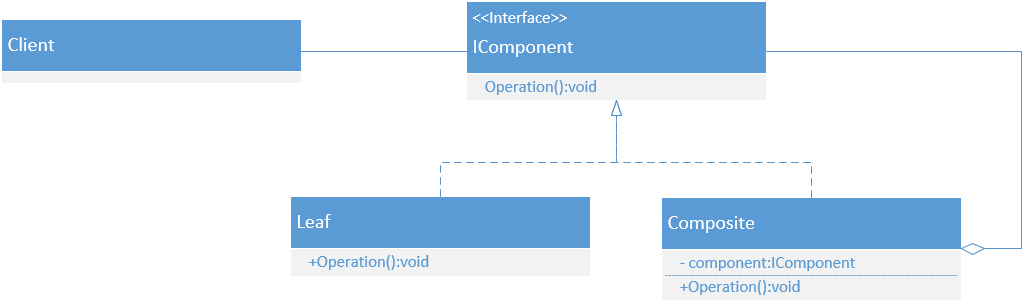 Client
<<Interface>>
IComponent
Operation():void
Leaf
+Operation():void
Composite
- component:IComponent
+Operation():void